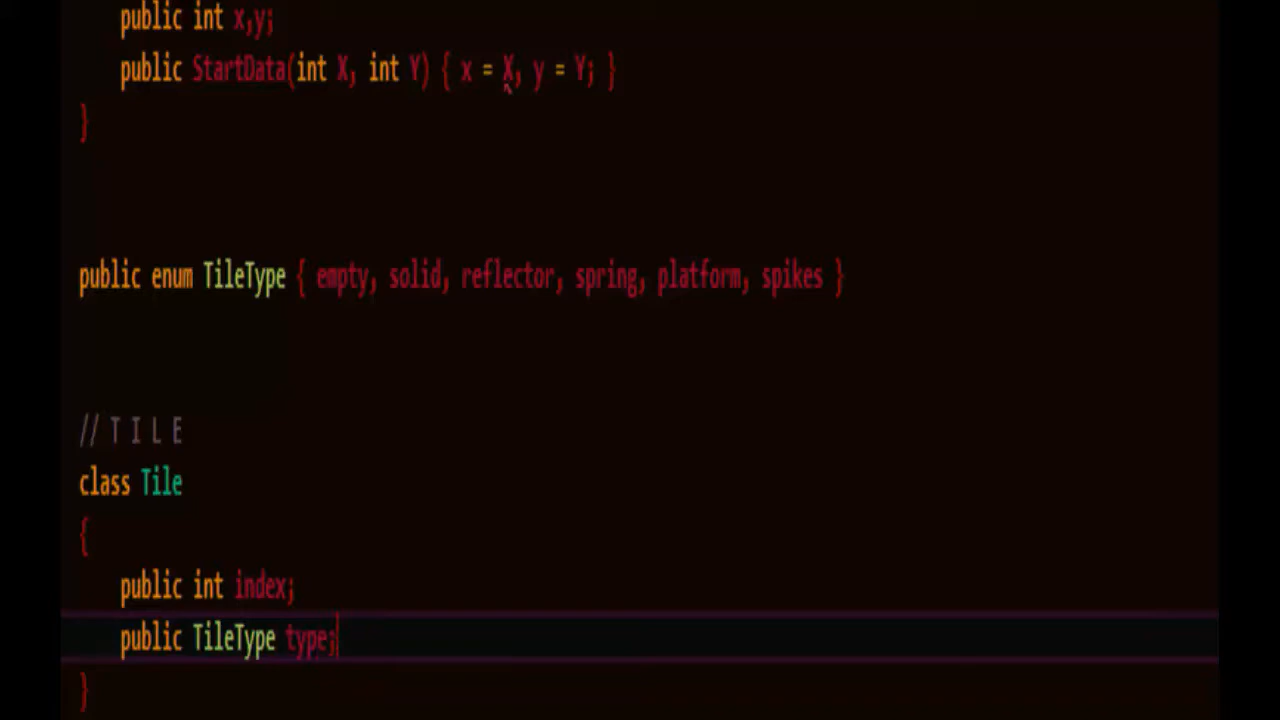 public int x,y;
public StartData(int X, int Y) { x = X, y = Y; }
}
public enum TileType { empty, solid, reflector, spring, platform, spikes }
// T I L E
class Tile
{
public int index;
public TileType type;
}